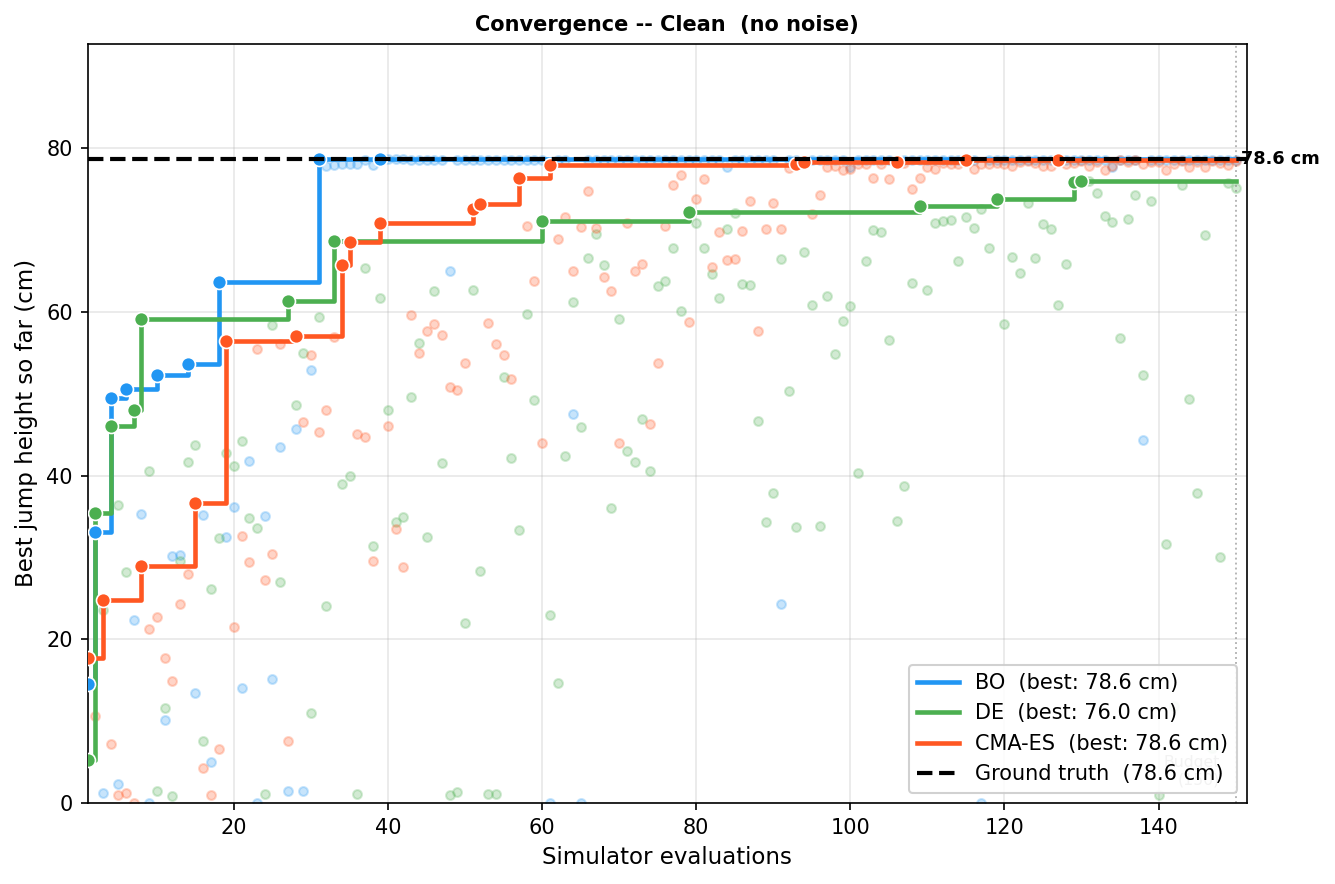 Convergence -- Clean  (no noise)
Best jump height so far (cm)
80
60
40
20
0
78.6 cm
BO  (best: 78.6 cm)
DE  (best: 76.0 cm)
CMA-ES  (best: 78.6 cm)
Ground truth  (78.6 cm)
20 40 60 80 100 120 140
Simulator evaluations